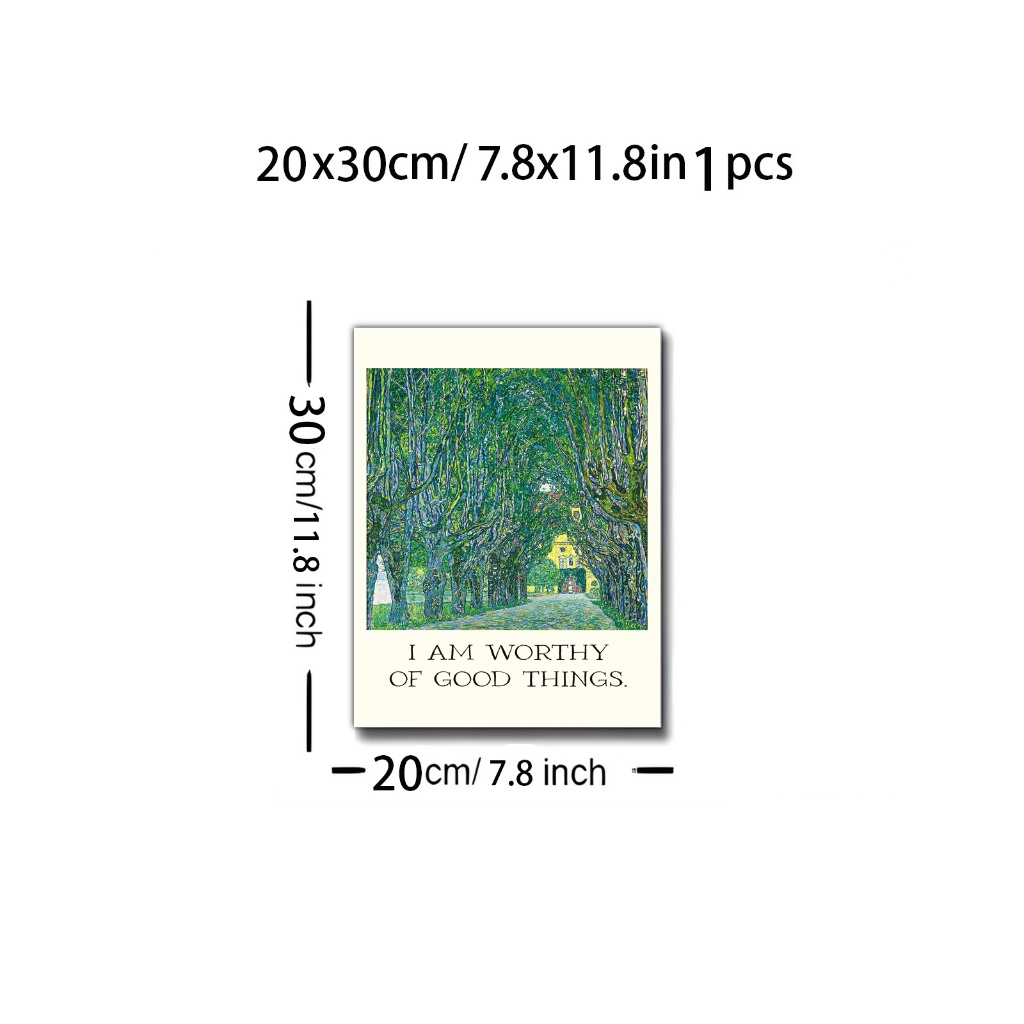 20x30cm/ 7.8x11.8in 1 pcs
30cm/11.8 inch
I AM WORTHY
OF GOOD THINGS.
20cm/ 7.8 inch